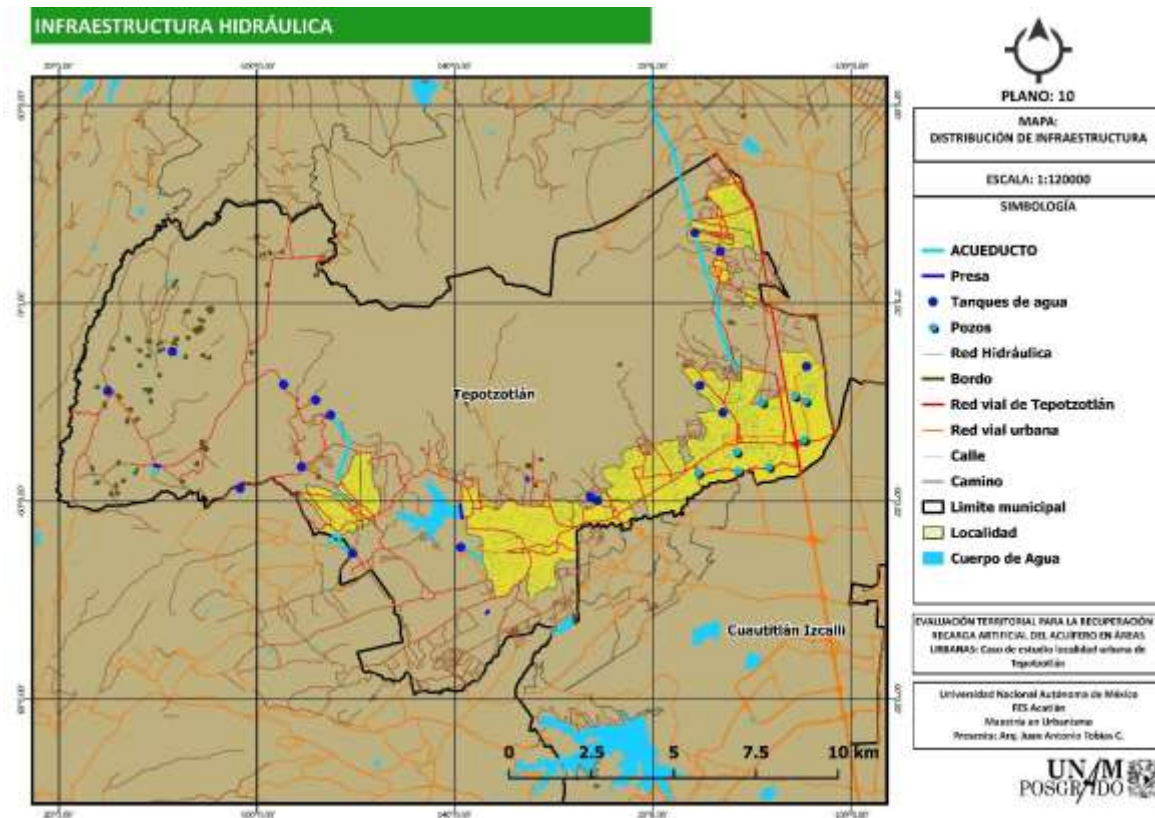 INFRAESTRUCTURA HIDRÁULICA
PLANO: 10
MAPA:
DISTRIBUCIÓN DE INFRAESTRUCTURA
ESCALA: 1:120000
SIMBOLOGÍA
ACUEDUCTO
Presa
Tanques de agua
Pozos
Red Hidráulica
Bordo
Red vial de Tepotzotlán
Red vial urbana
Calle
Camino
Limite municipal
Localidad
Cuerpo de Agua
Tepotzotlán
Cuautitlán Izcalli
0 2.5 5 7.5 10 km
EVALUACIÓN TERRITORIAL PARA LA RECUPERACIÓN
RECARGA ARTIFICIAL DEL ACUÍFERO EN ÁREAS
URBANAS: Caso de estudio localidad urbana de
Tepotzotlán
Universidad Nacional Autónoma de México
FES Acatlán
Maestría en Urbanismo
Presenta: Arq. Juan Antonio Tobias C.
UNAM
POSGRADO